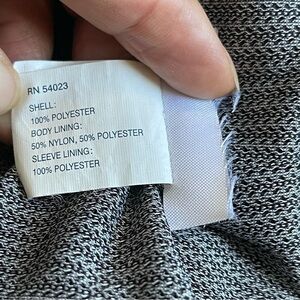 RN 54023
SHELL:
100% POLYESTER
BODY LINING:
50% NYLON, 50% POLYESTER
SLEEVE LINING:
100% POLYESTER